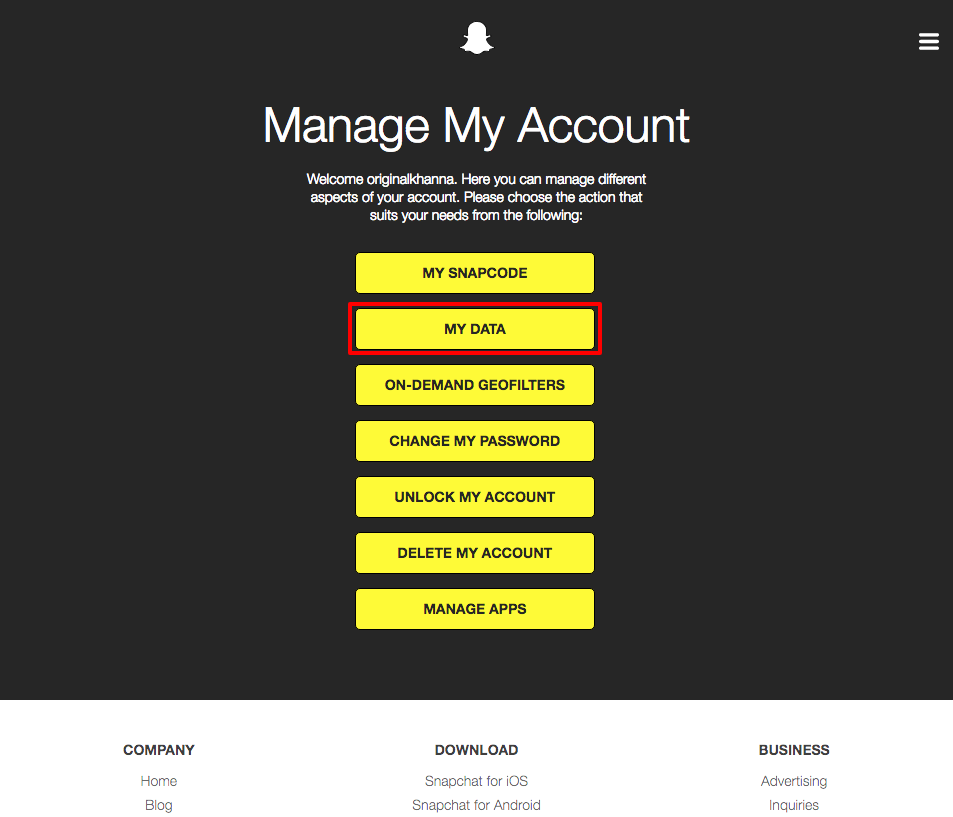 Manage My Account
Welcome originalkhanna. Here you can manage different
aspects of your account. Please choose the action that
suits your needs from the following:
MY SNAPCODE
MY DATA
ON-DEMAND GEOFILTERS
CHANGE MY PASSWORD
UNLOCK MY ACCOUNT
DELETE MY ACCOUNT
MANAGE APPS
COMPANY
Home
Blog
DOWNLOAD
Snapchat for iOS
Snapchat for Android
BUSINESS
Advertising
Inquiries